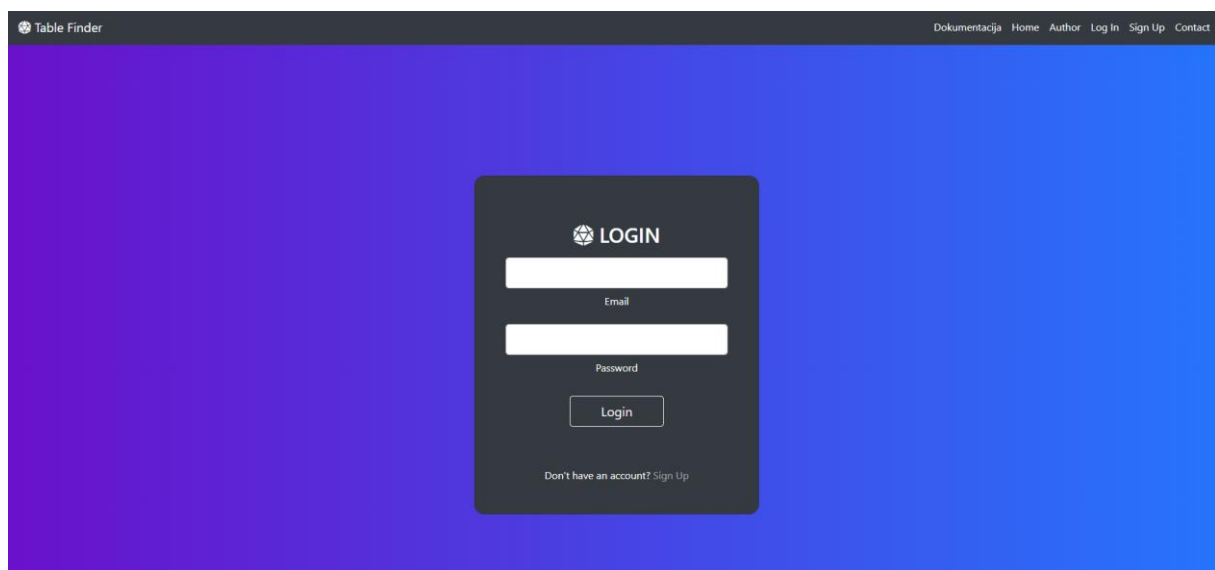 Table Finder
Dokumentacija Home Author Log In Sign Up Contact
LOGIN
Email
Password
Login
Don't have an account? Sign Up